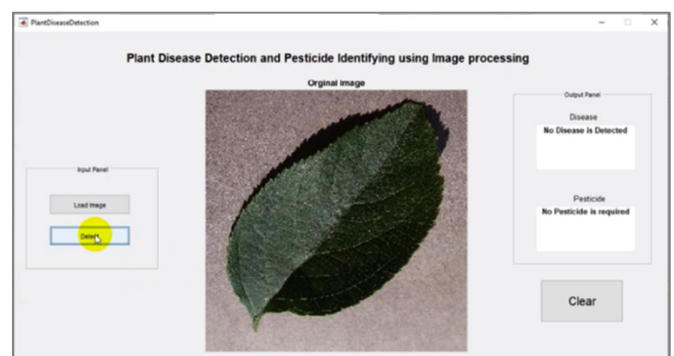 PlantDiseaseDetection
Plant Disease Detection and Pesticide Identifying using Image processing
Orginal Image
Input Panel
Load Image
Detect
Output Panel
Disease
No Disease is Detected
Pesticide
No Pesticide is required
Clear